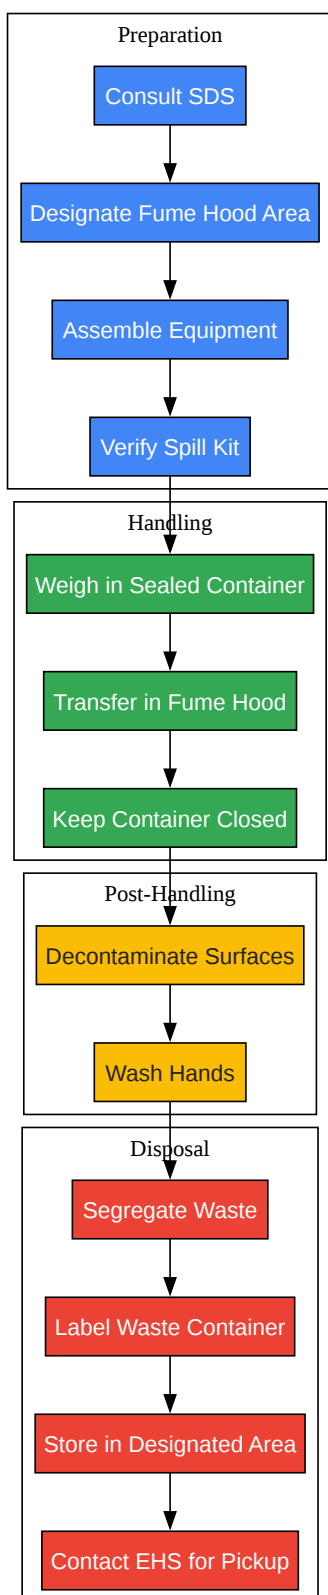 Preparation
Consult SDS
Designate Fume Hood Area
Assemble Equipment
Verify Spill Kit
Handling
Weigh in Sealed Container
Transfer in Fume Hood
Keep Container Closed
Post-Handling
Decontaminate Surfaces
Wash Hands
Disposal
Segregate Waste
Label Waste Container
Store in Designated Area
Contact EHS for Pickup